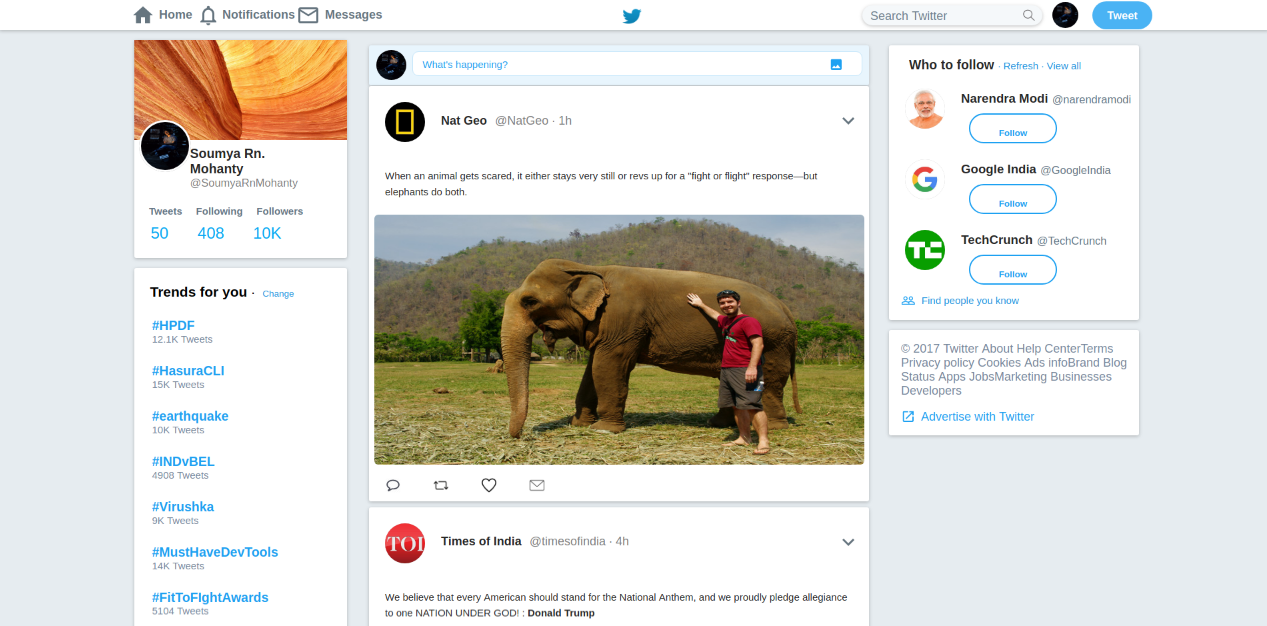 Home Notifications Messages
Search Twitter
Tweet
Soumya Rn.
Mohanty
@SoumyaRnMohanty
Tweets Following Followers
50 408 10K
Trends for you · Change
#HPDF
12.1K Tweets
#HasuraCLI
15K Tweets
#earthquake
10K Tweets
#INDvBEL
4908 Tweets
#Virushka
9K Tweets
#MustHaveDevTools
14K Tweets
#FitToFIghtAwards
5104 Tweets
What's happening?
Nat Geo @NatGeo · 1h
When an animal gets scared, it either stays very still or revs up for a "fight or flight" response—but
elephants do both.
TOI
Times of India @timesofindia · 4h
We believe that every American should stand for the National Anthem, and we proudly pledge allegiance
to one NATION UNDER GOD! : Donald Trump
Who to follow · Refresh · View all
Narendra Modi @narendramodi
Follow
G
Google India @GoogleIndia
Follow
TC
TechCrunch @TechCrunch
Follow
Find people you know
© 2017 Twitter About Help CenterTerms
Privacy policy Cookies Ads infoBrand Blog
Status Apps JobsMarketing Businesses
Developers
Advertise with Twitter